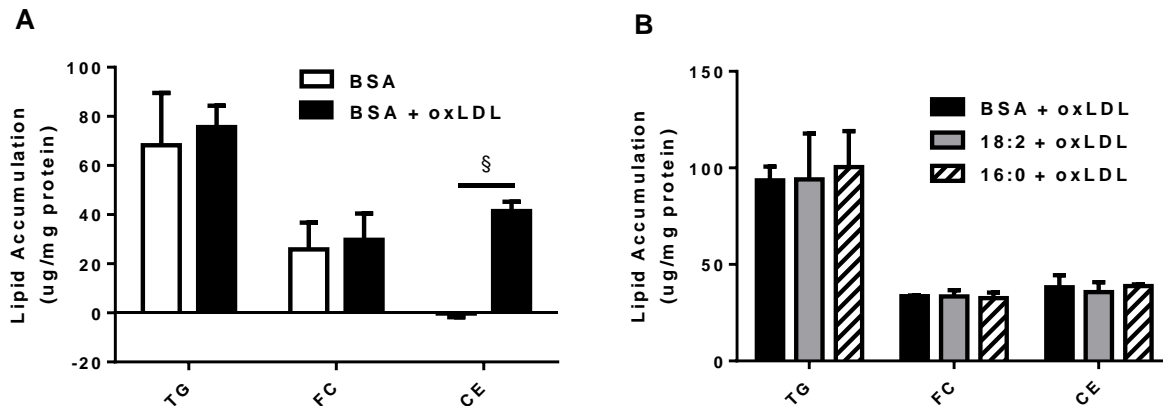 A
Lipid Accumulation
(ug/mg protein)
100
80
60
40
20
0
-20
BSA
BSA + oxLDL
§
TG
FC
CE
B
Lipid Accumulation
(ug/mg protein)
150
100
50
0
BSA + oxLDL
18:2 + oxLDL
16:0 + oxLDL
TG
FC
CE